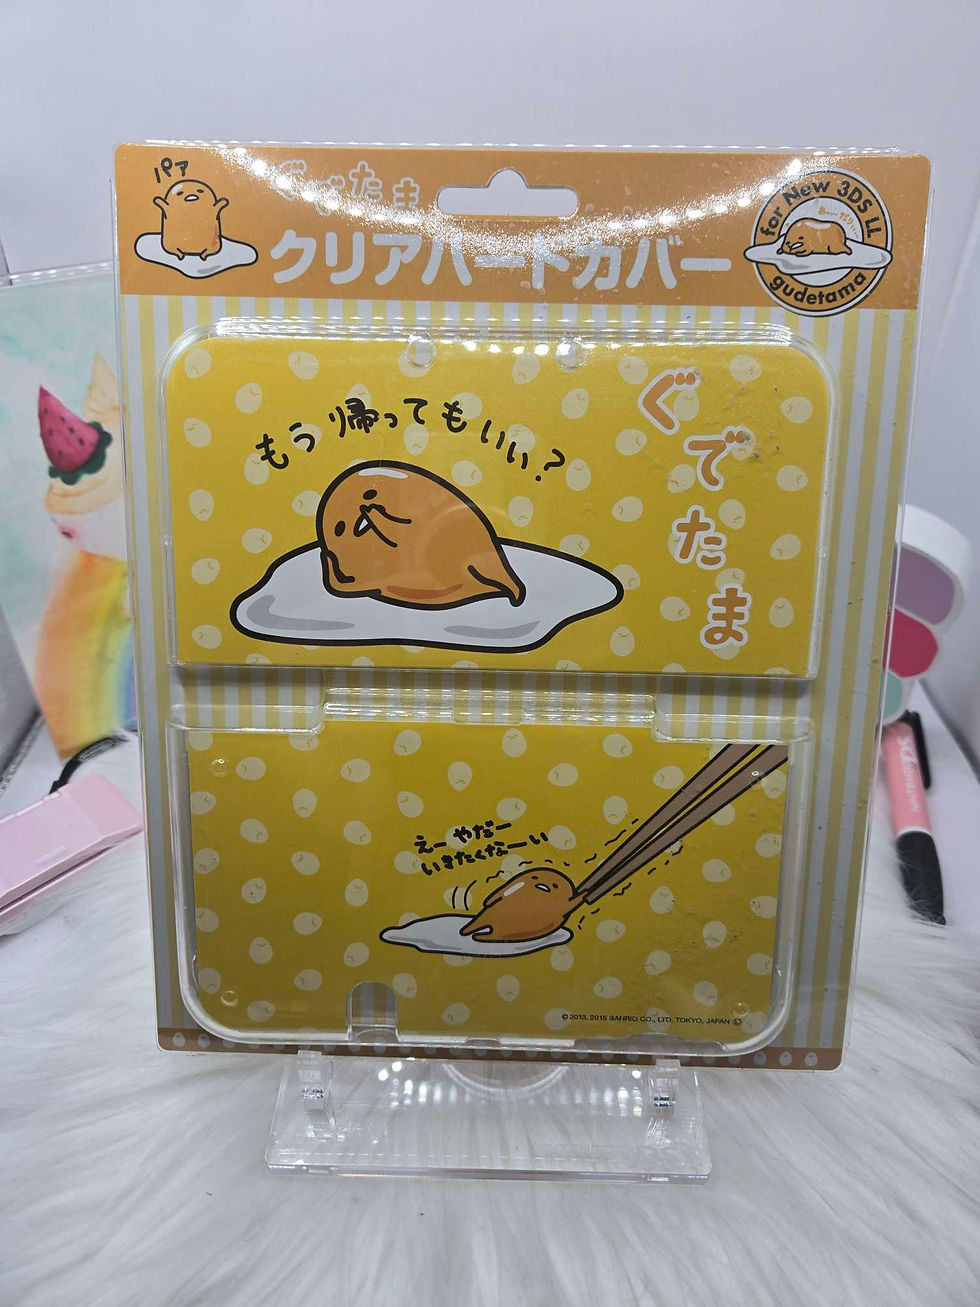 パァ
ぐでたま
クリアハードカバー
for New 3DS LL
gudetama
もう帰ってもいい?
ぐでたま
えーやだー
いきたくなーい
©2013, 2015 SANRIO CO., LTD. TOKYO, JAPAN Ⓛ
NINTENDO DS